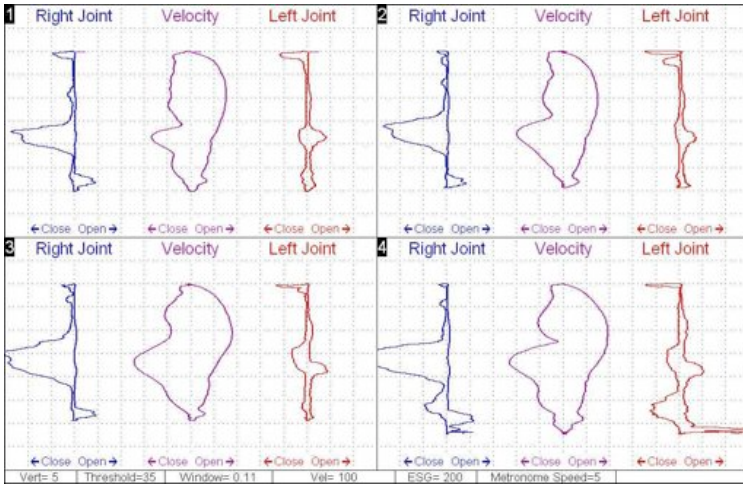 1 Right Joint Velocity Left Joint
←Close Open→ ←Close Open→ ←Close Open→
2 Right Joint Velocity Left Joint
←Close Open→ ←Close Open→ ←Close Open→
3 Right Joint Velocity Left Joint
←Close Open→ ←Close Open→ ←Close Open→
4 Right Joint Velocity Left Joint
←Close Open→ ←Close Open→ ←Close Open→
Vert= 5 Threshold=35 Window= 0.11 Vel= 100 ESG= 200 Metronome Speed=5